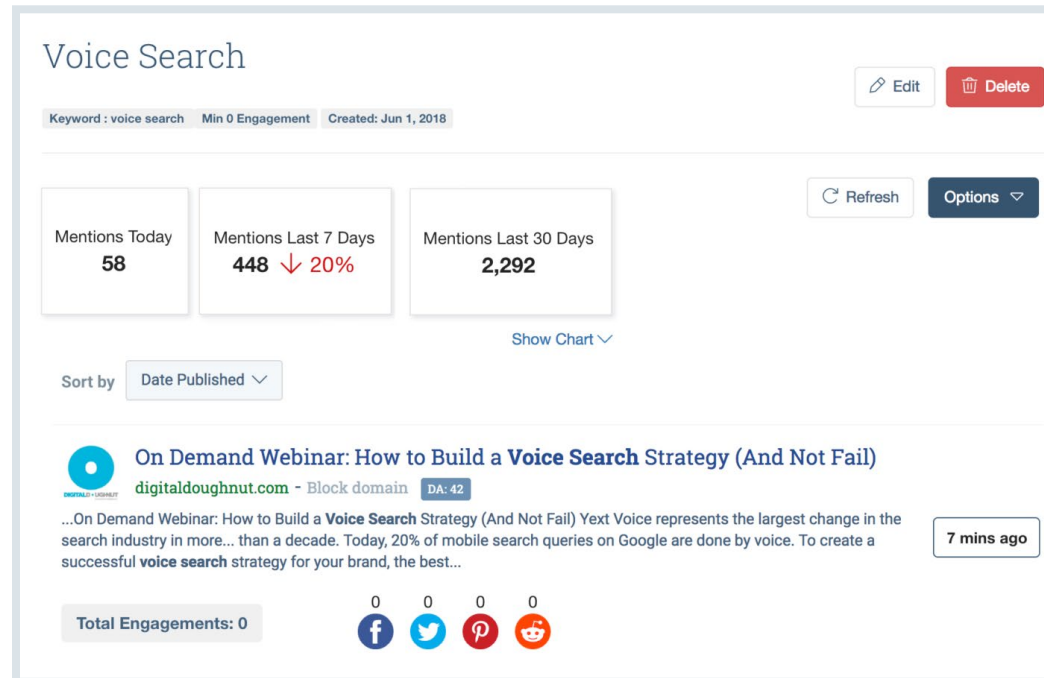 Voice Search
Edit
Delete
Keyword : voice search
Min 0 Engagement
Created: Jun 1, 2018
Refresh
Options
Mentions Today
58
Mentions Last 7 Days
448 ↓ 20%
Mentions Last 30 Days
2,292
Show Chart
Sort by
Date Published
On Demand Webinar: How to Build a Voice Search Strategy (And Not Fail)
digitaldoughnut.com - Block domain DA: 42
...On Demand Webinar: How to Build a Voice Search Strategy (And Not Fail) Yext Voice represents the largest change in the
search industry in more... than a decade. Today, 20% of mobile search queries on Google are done by voice. To create a
successful voice search strategy for your brand, the best...
7 mins ago
Total Engagements: 0
0 0 0 0